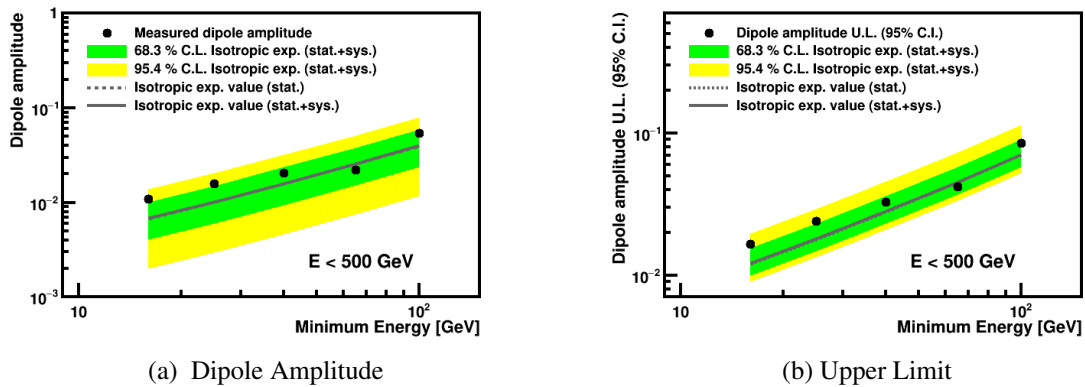 Dipole amplitude
1
10⁻¹
10⁻²
10⁻³
Measured dipole amplitude
68.3 % C.L. Isotropic exp. (stat.+sys.)
95.4 % C.L. Isotropic exp. (stat.+sys.)
Isotropic exp. value (stat.)
Isotropic exp. value (stat.+sys.)
E < 500 GeV
10
10²
Minimum Energy [GeV]
(a) Dipole Amplitude
Dipole amplitude U.L. (95% C.I.)
10⁻¹
10⁻²
Dipole amplitude U.L. (95% C.I.)
68.3 % C.L. Isotropic exp. (stat.+sys.)
95.4 % C.L. Isotropic exp. (stat.+sys.)
Isotropic exp. value (stat.)
Isotropic exp. value (stat.+sys.)
E < 500 GeV
10
10²
Minimum Energy [GeV]
(b) Upper Limit